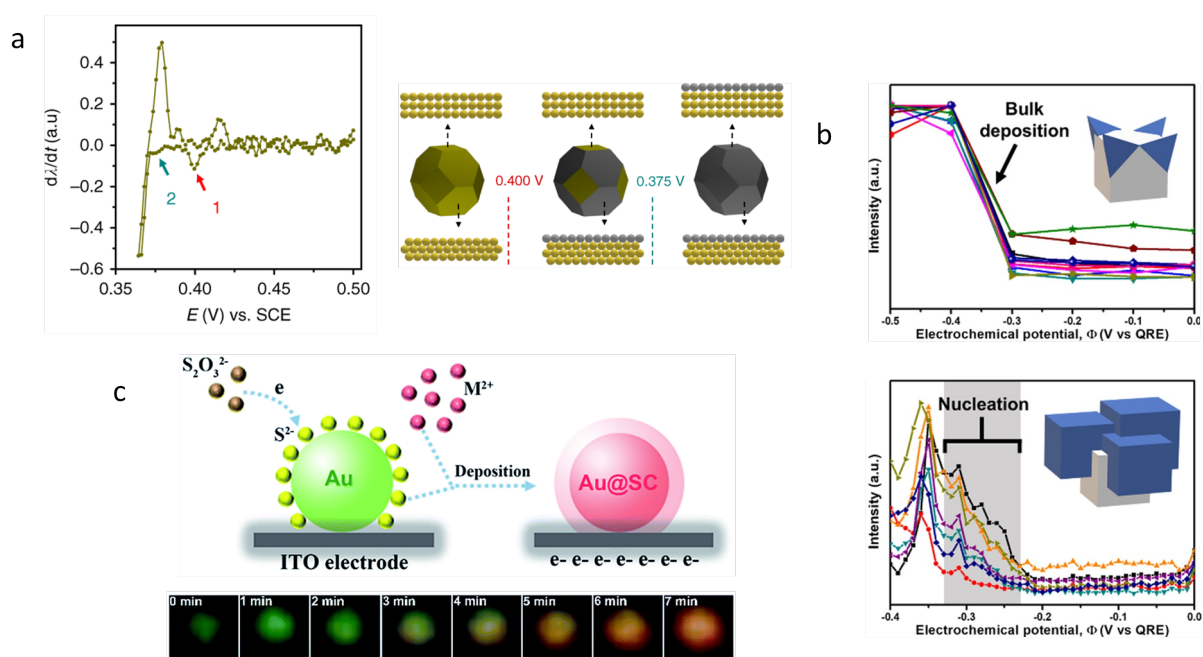 a
dλ/dt (a.u)
0.4
0.2
0.0
−0.2
−0.4
−0.6
2
1
0.35
0.40
0.45
0.50
E (V) vs. SCE
0.400 V
0.375 V
b
Bulk
deposition
Intensity (a.u.)
-0.5
-0.4
-0.3
-0.2
-0.1
0.0
Electrochemical potential, Φ (V vs QRE)
Nucleation
Intensity (a.u.)
-0.4
-0.3
-0.2
-0.1
0.0
Electrochemical potential, Φ (V vs QRE)
c
S₂O₃²⁻
e
M²⁺
S²⁻
Au
Deposition
Au@SC
ITO electrode
e- e- e- e- e- e- e-
0 min
1 min
2 min
3 min
4 min
5 min
6 min
7 min